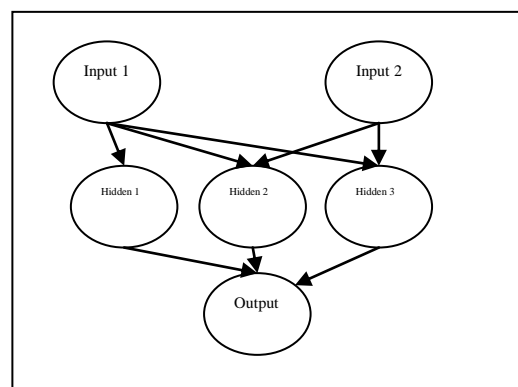 Input 1
Input 2
Hidden 1
Hidden 2
Hidden 3
Output